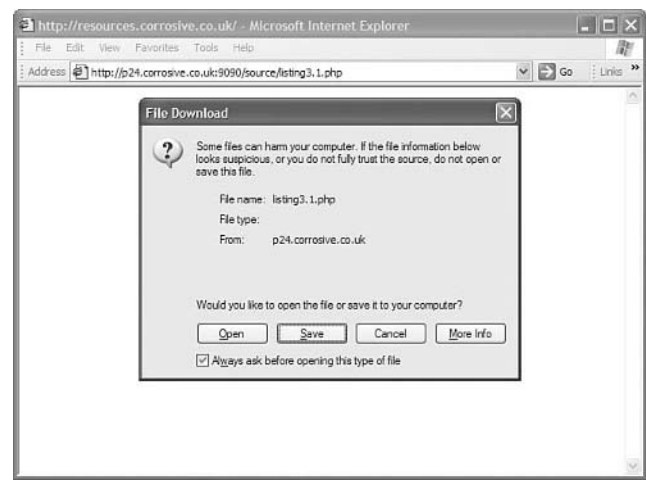 http://resources.corrosive.co.uk/ - Microsoft Internet Explorer
File Edit View Favorites Tools Help
Address http://p24.corrosive.co.uk:9090/source/listing3.1.php Go Links »
File Download
Some files can harm your computer. If the file information below
looks suspicious, or you do not fully trust the source, do not open or
save this file.
File name: listing3.1.php
File type:
From: p24.corrosive.co.uk
Would you like to open the file or save it to your computer?
Open Save Cancel More Info
Always ask before opening this type of file